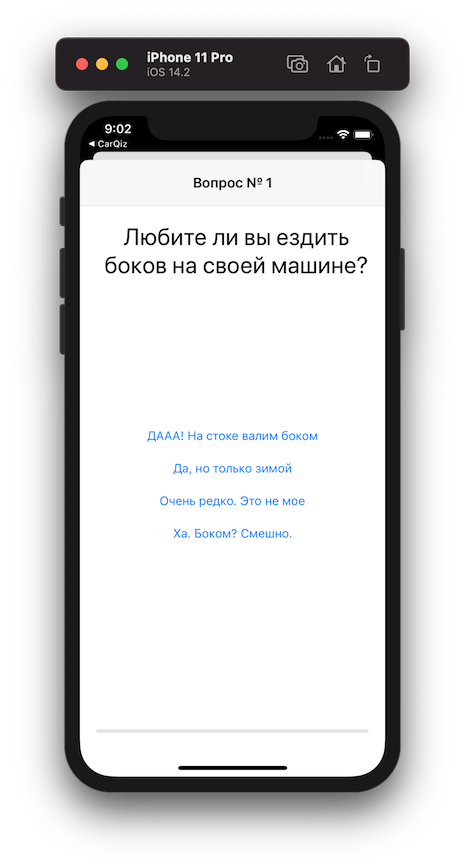 iPhone 11 Pro
iOS 14.2
9:02
◀ CarQiz
Вопрос № 1
Любите ли вы ездить
боков на своей машине?
ДААА! На стоке валим боком
Да, но только зимой
Очень редко. Это не мое
Ха. Боком? Смешно.